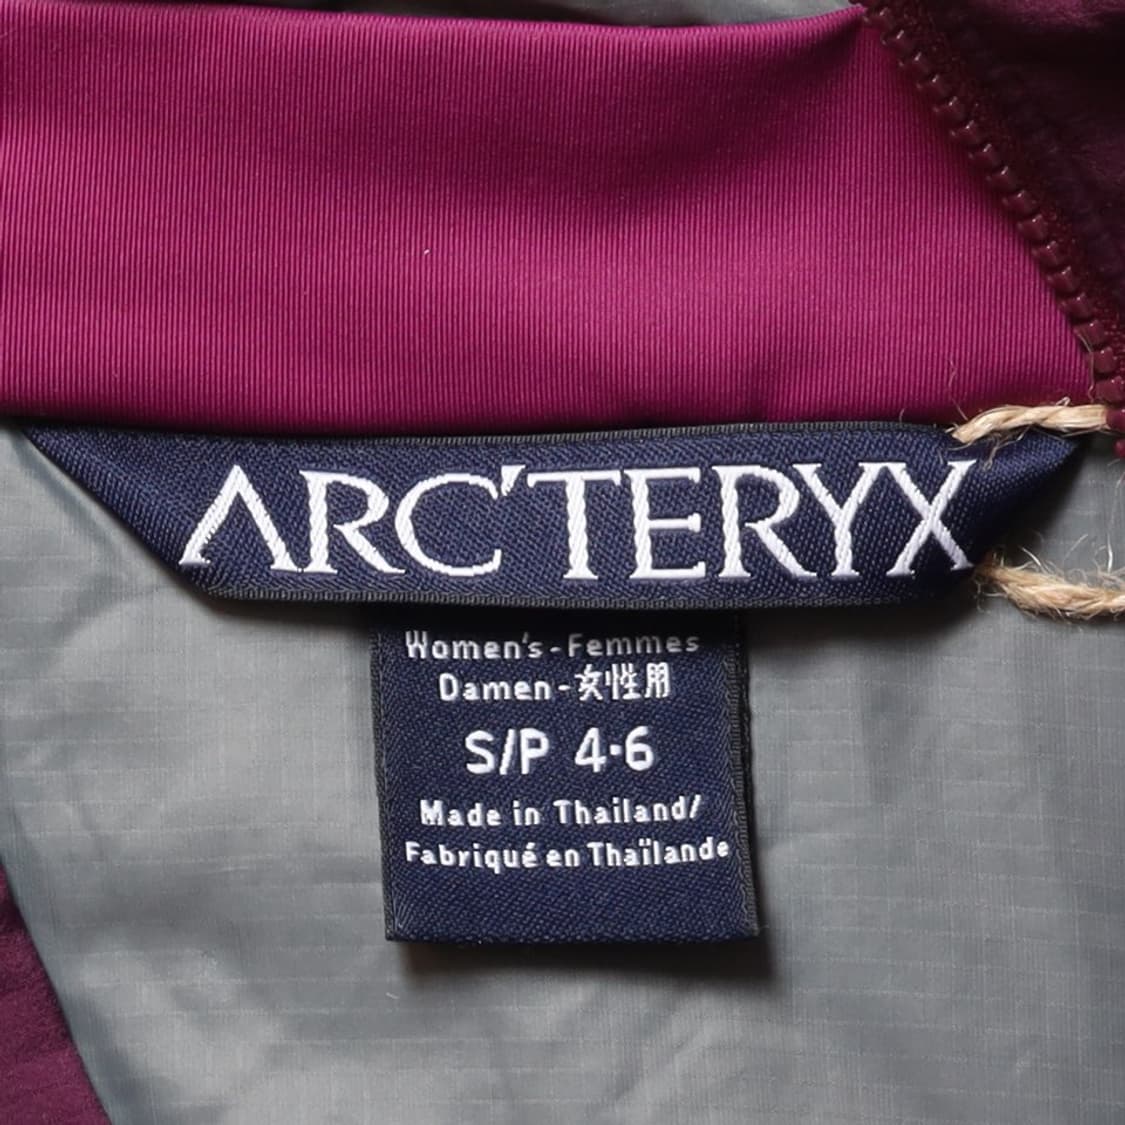 ARC'TERYX
Women's-Femmes
Damen-女性用
S/P 4·6
Made in Thailand/
Fabriqué en Thaïlande